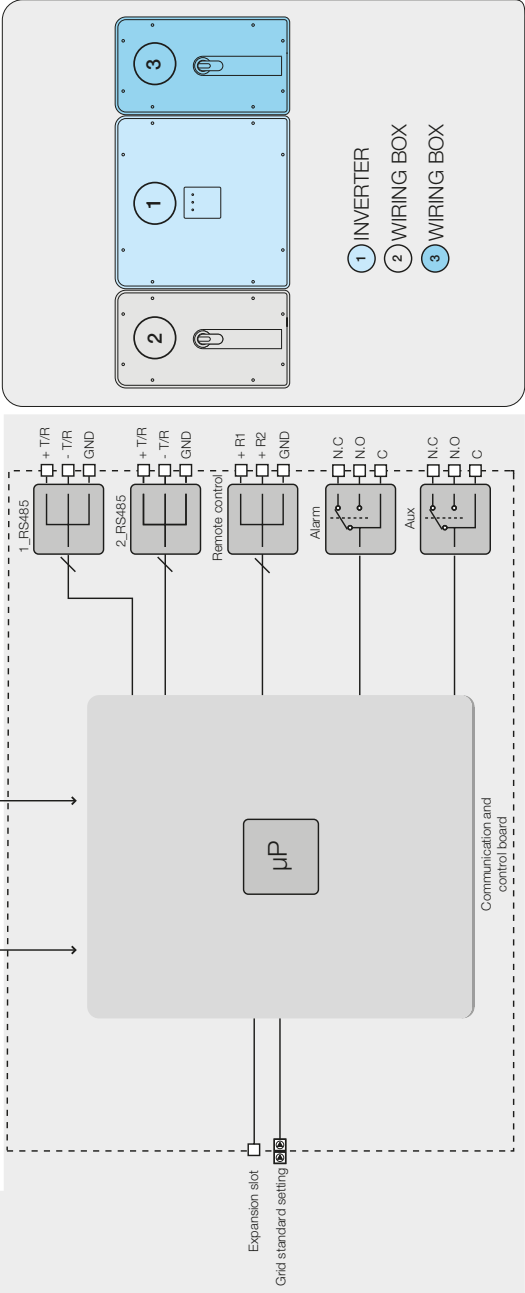 Expansion slot
Grid standard setting
µP
Communication and
control board
1_RS485
+ T/R
- T/R
GND
2_RS485
+ T/R
- T/R
GND
Remote control
+ R1
+ R2
GND
Alarm
N.C
N.O
C
Aux
N.C
N.O
C
2
1
3
1 INVERTER
2 WIRING BOX
3 WIRING BOX